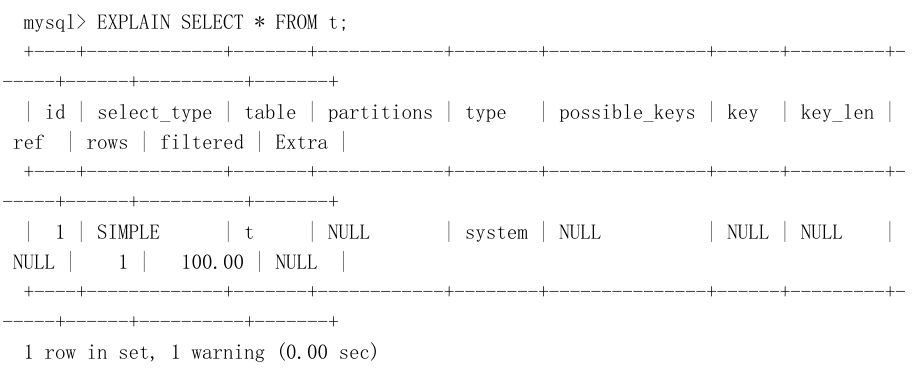 mysql> EXPLAIN SELECT * FROM t;
+----+-------------+-------+------------+--------+---------------+------+---------+-
-----+------+----------+-------+
| id | select_type | table | partitions | type   | possible_keys | key  | key_len |
ref  | rows | filtered | Extra |
+----+-------------+-------+------------+--------+---------------+------+---------+-
-----+------+----------+-------+
|  1 | SIMPLE      | t     | NULL       | system | NULL          | NULL | NULL    |
NULL |    1 |   100.00 | NULL  |
+----+-------------+-------+------------+--------+---------------+------+---------+-
-----+------+----------+-------+
1 row in set, 1 warning (0.00 sec)